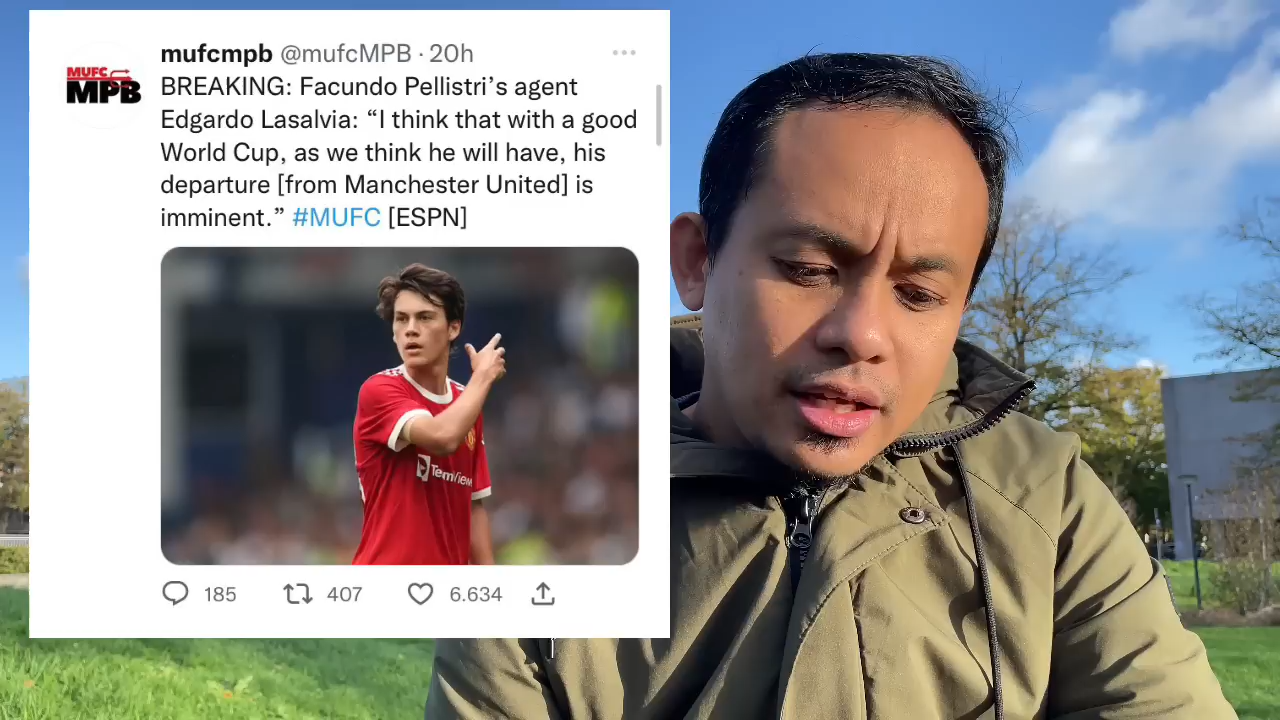 mufcmpb @mufcMPB · 20h
MUFC
MPB
BREAKING: Facundo Pellistri’s agent
Edgardo Lasalvia: “I think that with a good
World Cup, as we think he will have, his
departure [from Manchester United] is
imminent.” #MUFC [ESPN]
TeamViewer
185 407 6.634